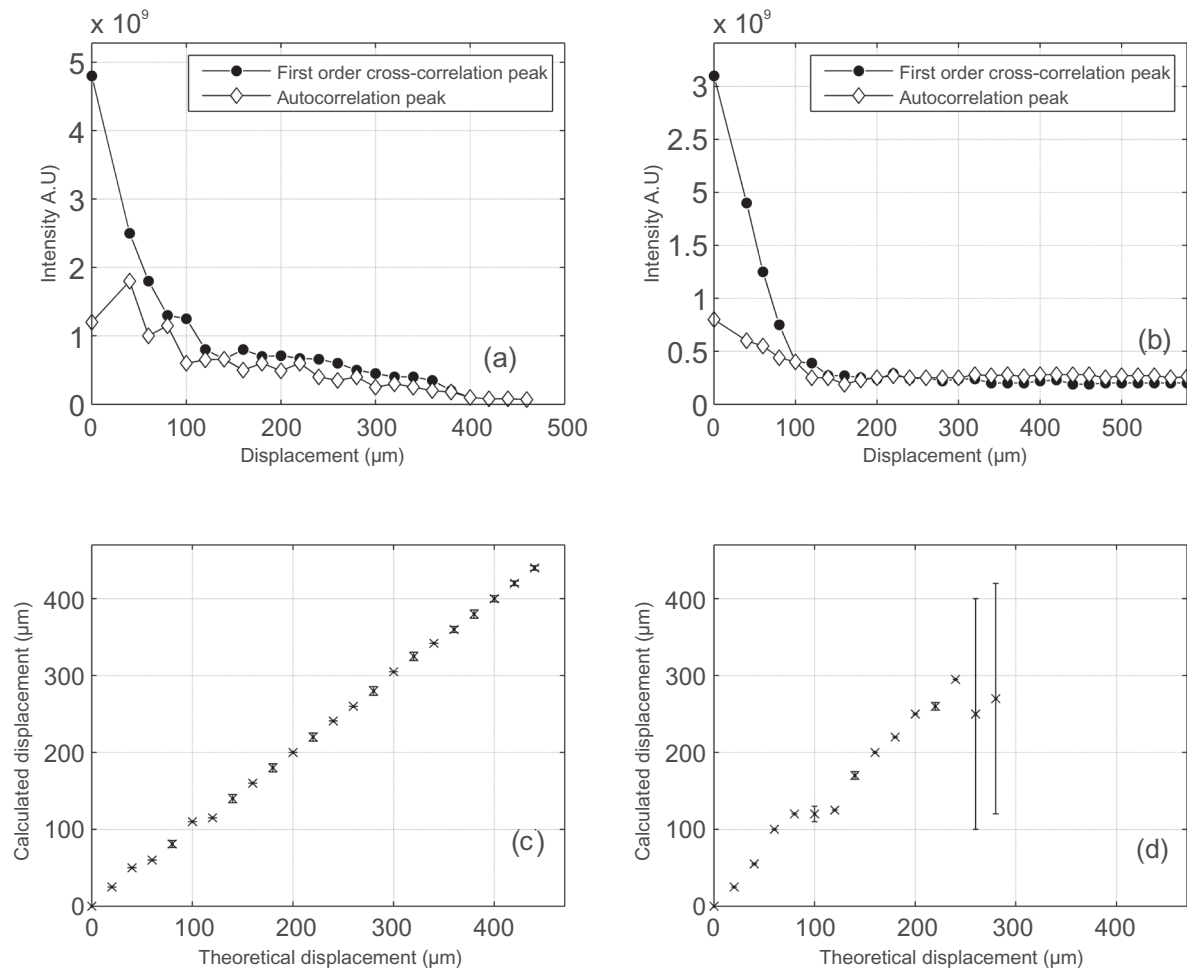 x 10⁹
5
4
3
2
1
0
Intensity A.U)
First order cross-correlation peak
Autocorrelation peak
(a)
0 100 200 300 400 500
Displacement (μm)
x 10⁹
3
2.5
5
1.5
1
0.5
0
Intensity A.U)
First order cross-correlation peak
Autocorrelation peak
(b)
0 100 200 300 400 500
Displacement (μm)
400
300
200
100
0
Calculated displacement (μm)
(c)
0 100 200 300 400
Theoretical displacement (μm)
400
300
200
100
0
Calculated displacement (μm)
(d)
0 100 200 300 400
Theoretical displacement (μm)